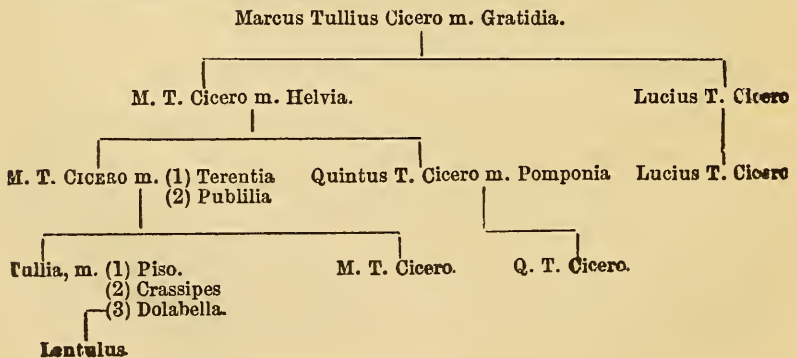 Marcus Tullius Cicero m. Gratidia.
M. T. Cicero m. Helvia. Lucius T. Cicero
M. T. CICERO m. (1) Terentia Quintus T. Cicero m. Pomponia Lucius T. Cicero
(2) Publilia
Tullia, m. (1) Piso. M. T. Cicero. Q. T. Cicero.
(2) Crassipes
(3) Dolabella.
Lentulus.